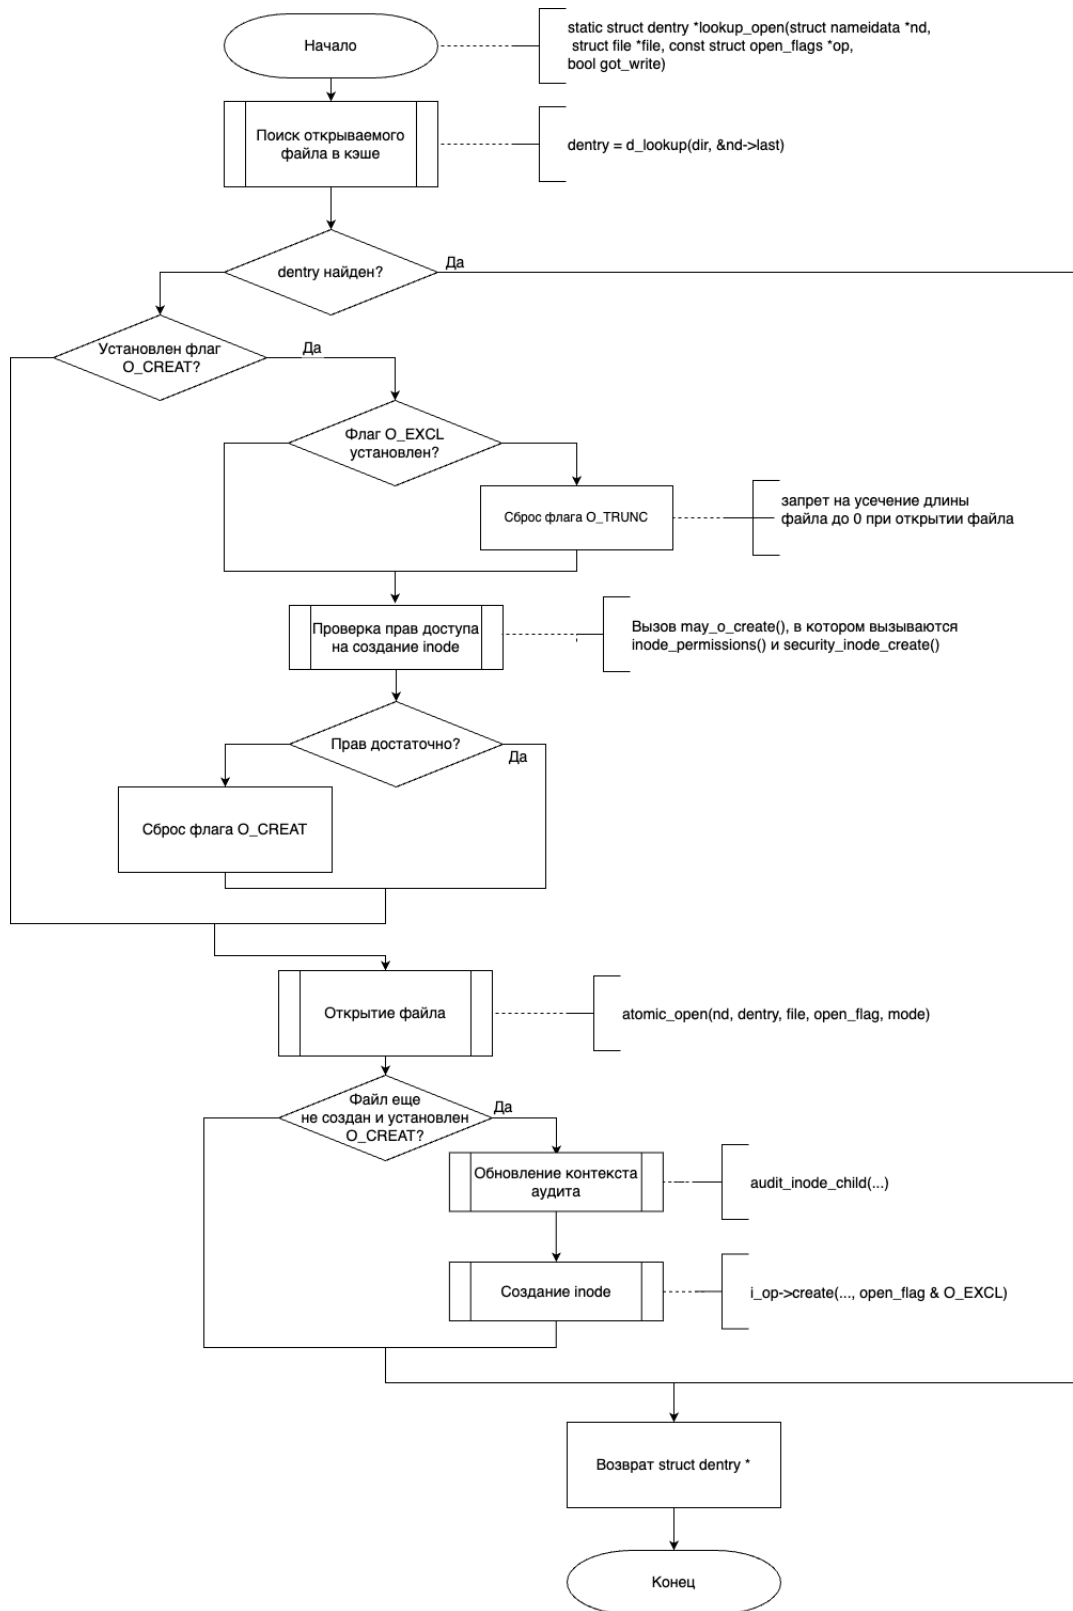 Начало
static struct dentry *lookup_open(struct nameidata *nd,
struct file *file, const struct open_flags *op,
bool got_write)
Поиск открываемого
файла в кэше
dentry = d_lookup(dir, &nd->last)
dentry найден?
Да
Установлен флаг
O_CREAT?
Да
Флаг O_EXCL
установлен?
Сброс флага O_TRUNC
запрет на усечение длины
файла до 0 при открытии файла
Проверка прав доступа
на создание inode
Вызов may_o_create(), в котором вызываются
inode_permissions() и security_inode_create()
Прав достаточно?
Да
Сброс флага O_CREAT
Открытие файла
atomic_open(nd, dentry, file, open_flag, mode)
Файл еще
не создан и установлен
O_CREAT?
Да
Обновление контекста
аудита
audit_inode_child(...)
Создание inode
i_op->create(..., open_flag & O_EXCL)
Возврат struct dentry *
Конец